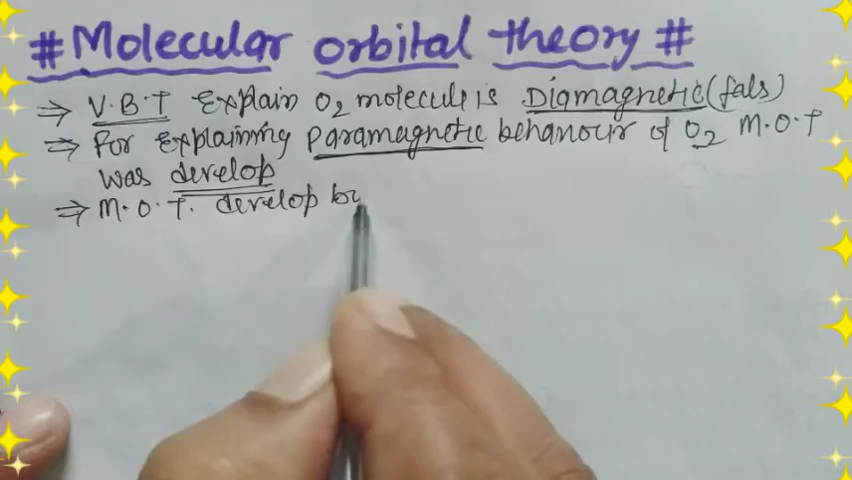 # Molecular orbital theory #
⇒ V.B.T Explain O2 molecule is Diamagnetic (fals)
⇒ For Explaining Paramagnetic behaviour of O2 M.O.T
was develop
⇒ M.O.T. develop by